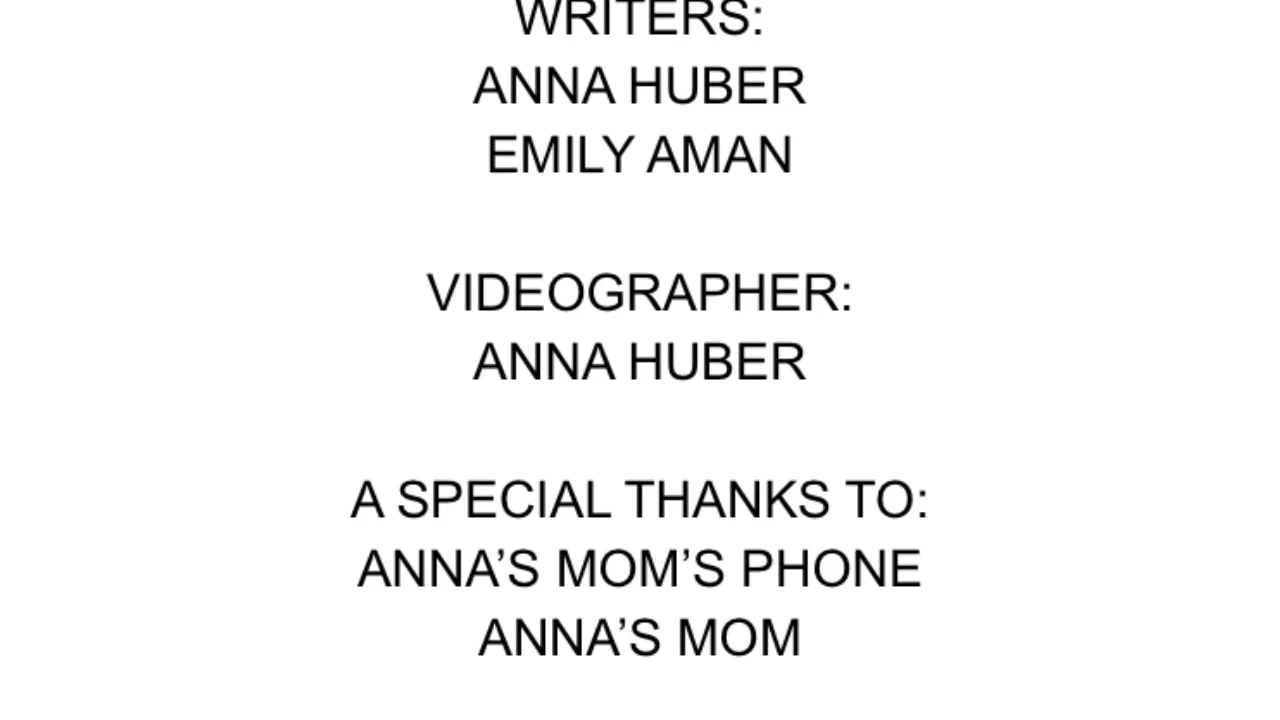 WRITERS:
ANNA HUBER
EMILY AMAN
VIDEOGRAPHER:
ANNA HUBER
A SPECIAL THANKS TO:
ANNA’S MOM’S PHONE
ANNA’S MOM